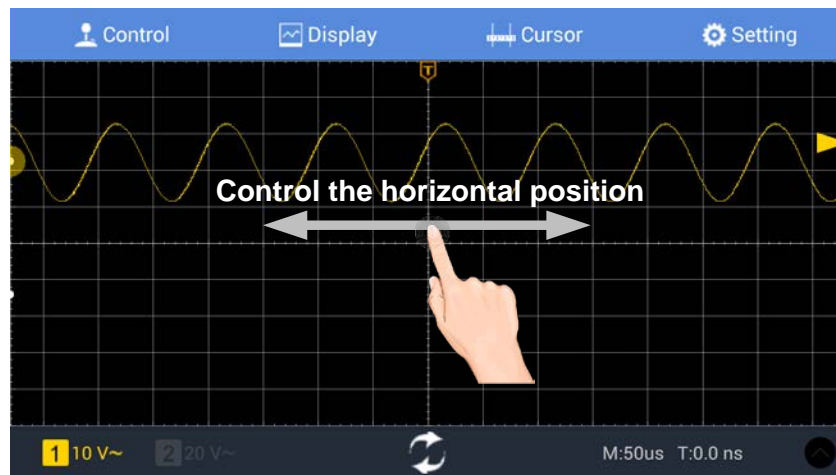 Control Display Cursor Setting
T
Control the horizontal position
1 10 V~ 2 20 V~ M:50us T:0.0 ns